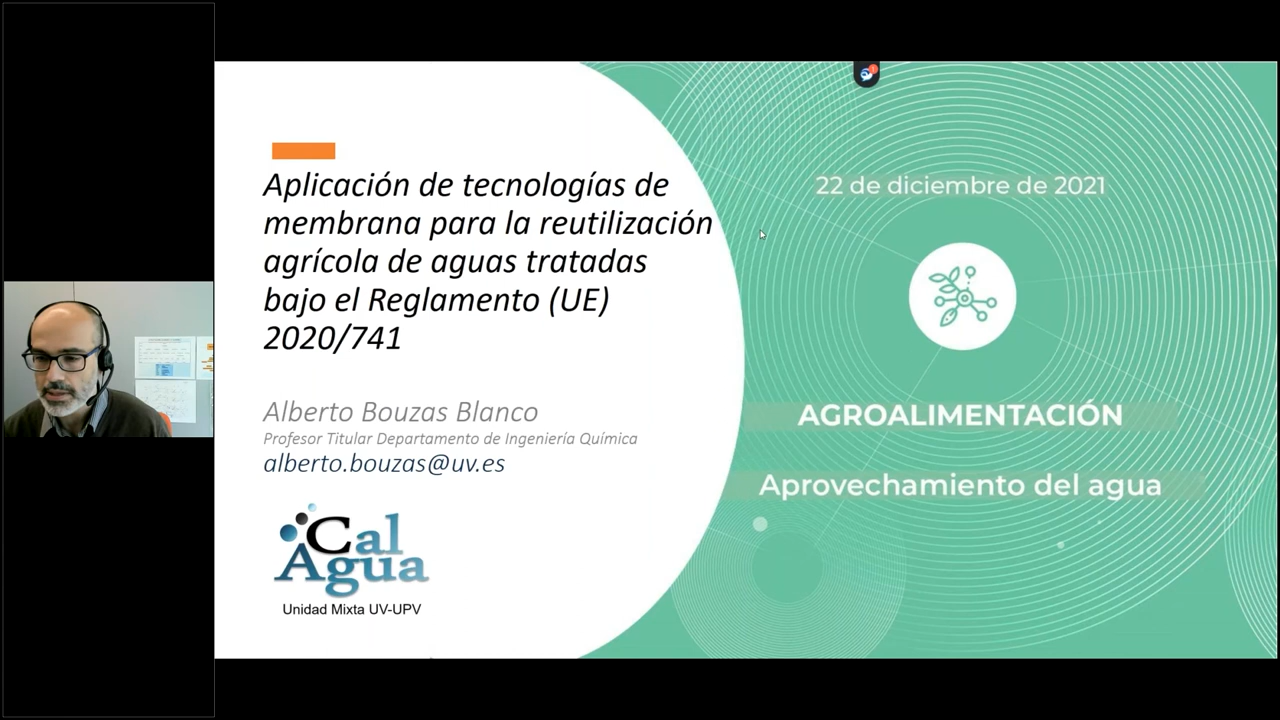 Aplicación de tecnologías de
membrana para la reutilización
agrícola de aguas tratadas
bajo el Reglamento (UE)
2020/741
Alberto Bouzas Blanco
Profesor Titular Departamento de Ingeniería Química
alberto.bouzas@uv.es
Cal
Agua
Unidad Mixta UV-UPV
22 de diciembre de 2021
AGROALIMENTACIÓN
Aprovechamiento del agua